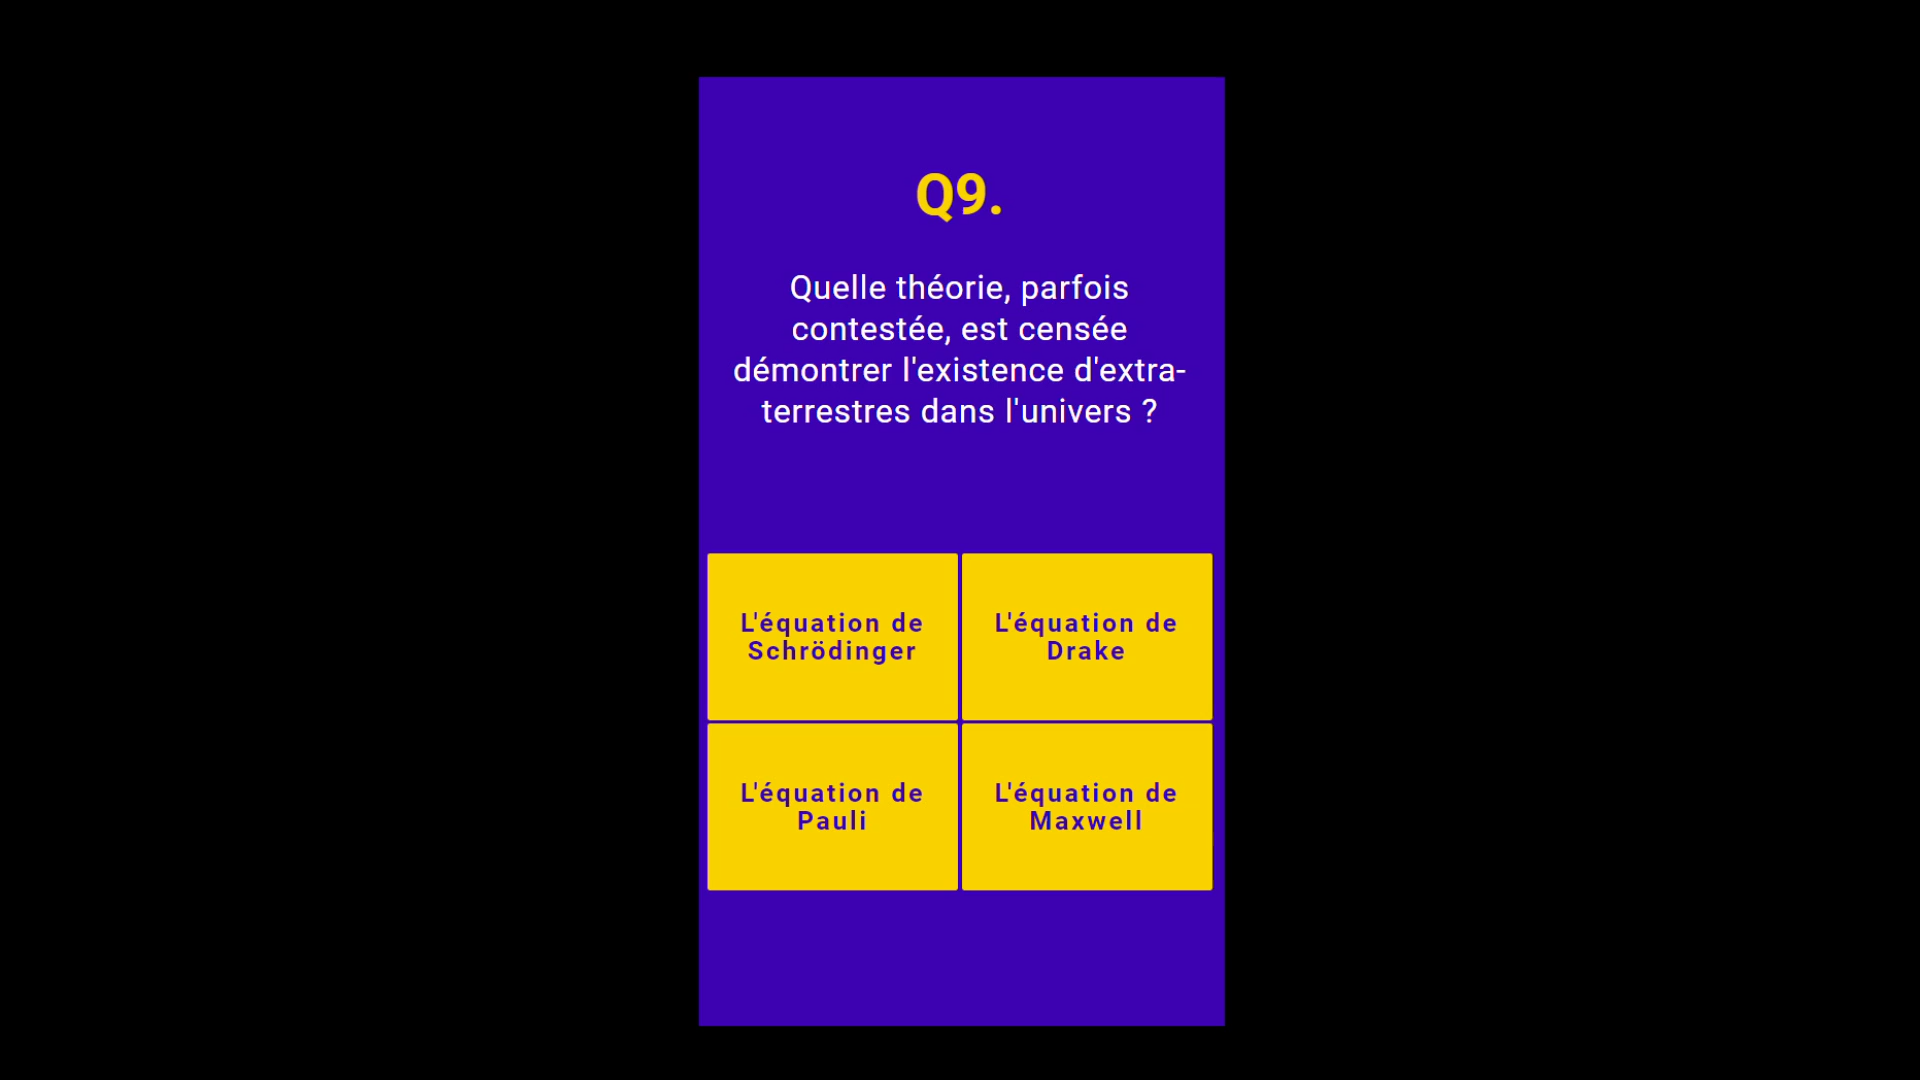 Q9.
Quelle théorie, parfois
contestée, est censée
démontrer l'existence d'extra-
terrestres dans l'univers ?
L'équation de
Schrödinger
L'équation de
Drake
L'équation de
Pauli
L'équation de
Maxwell